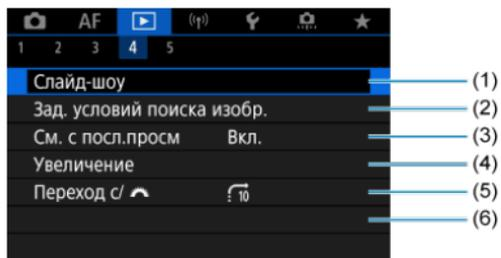 AF
1 2 3 4 5
Слайд-шоу (1)
Зад. условий поиска изобр. (2)
См. с посл.просм Вкл. (3)
Увеличение (4)
Переход с/ 10 (5)
(6)